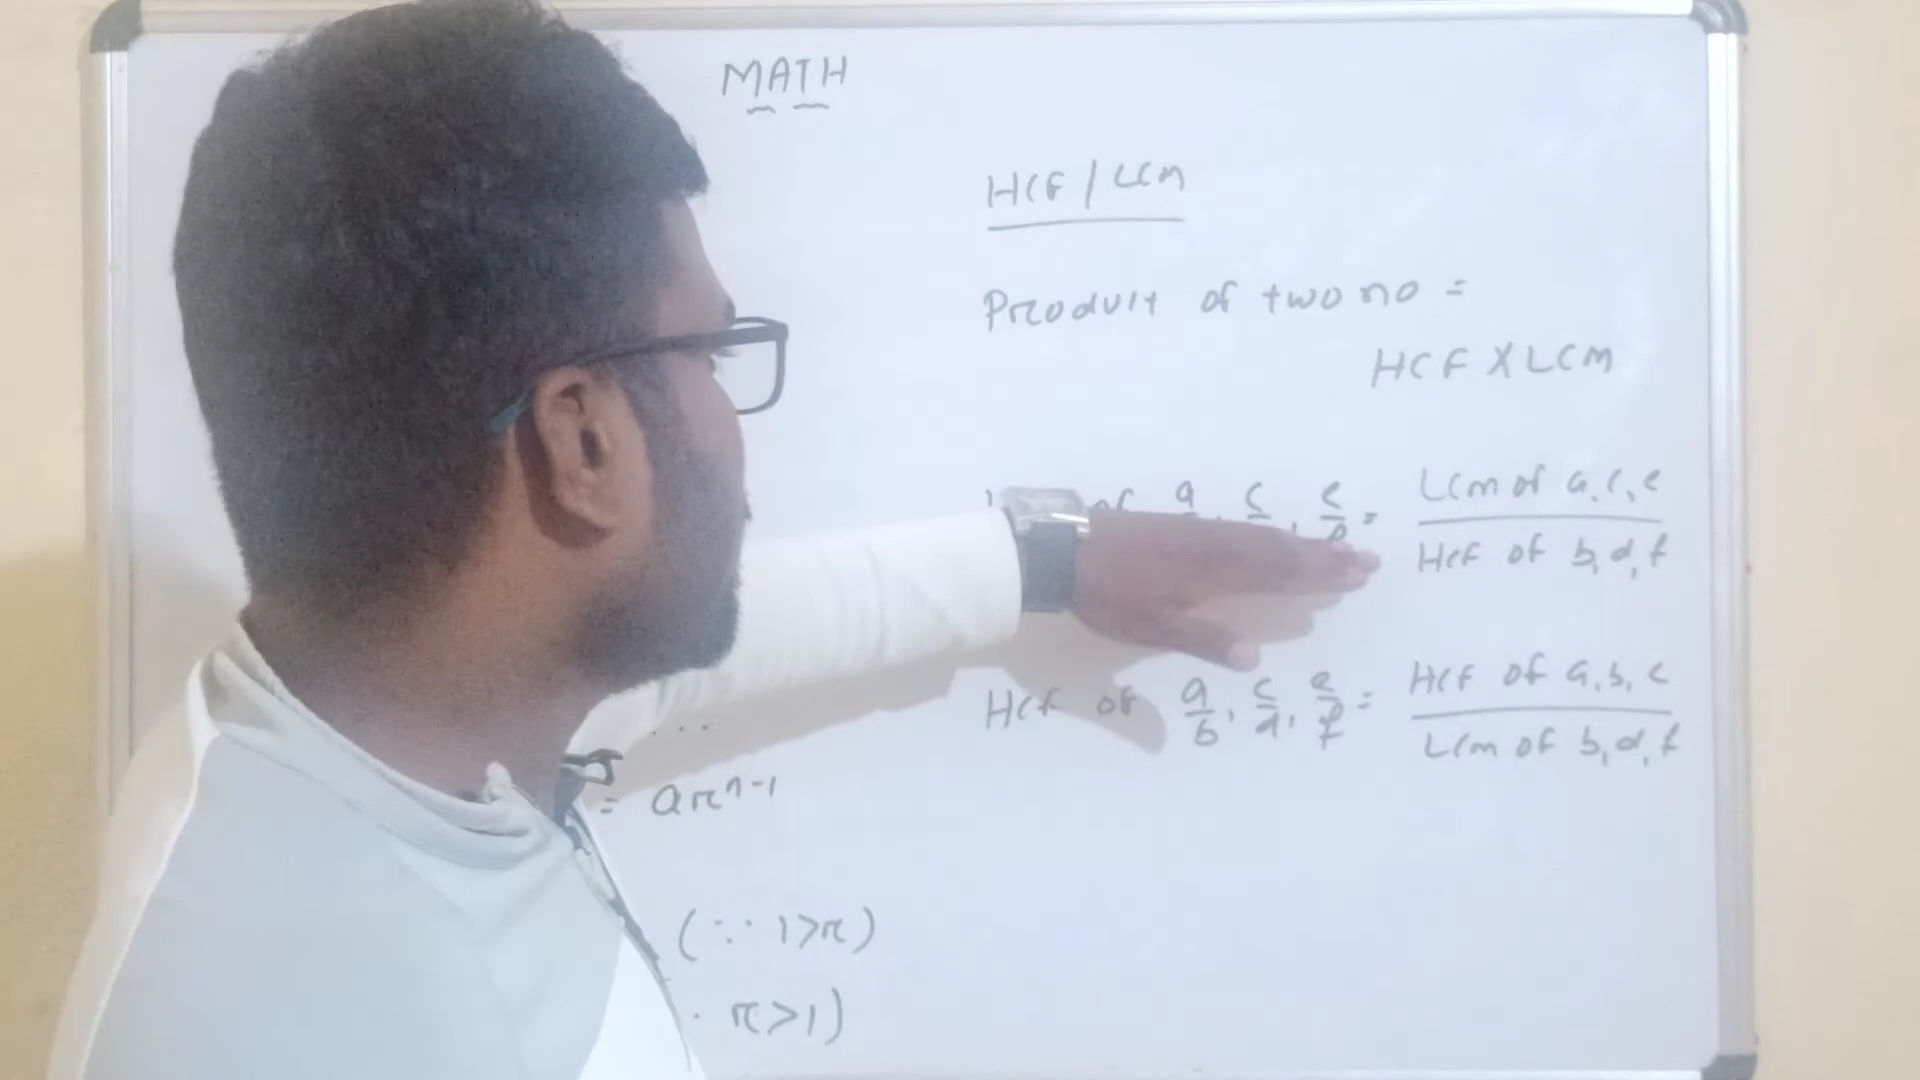 MATH
HCF / LCM
Product of two no =
HCF X LCM
of a c e/f = LCM of a, c, e / HCF of b, d, f
HCF of a/b, c/d, e/f = HCF of a, b, c / LCM of b, d, f
...
= ar^n-1
(∵ 1>r)
r>1)